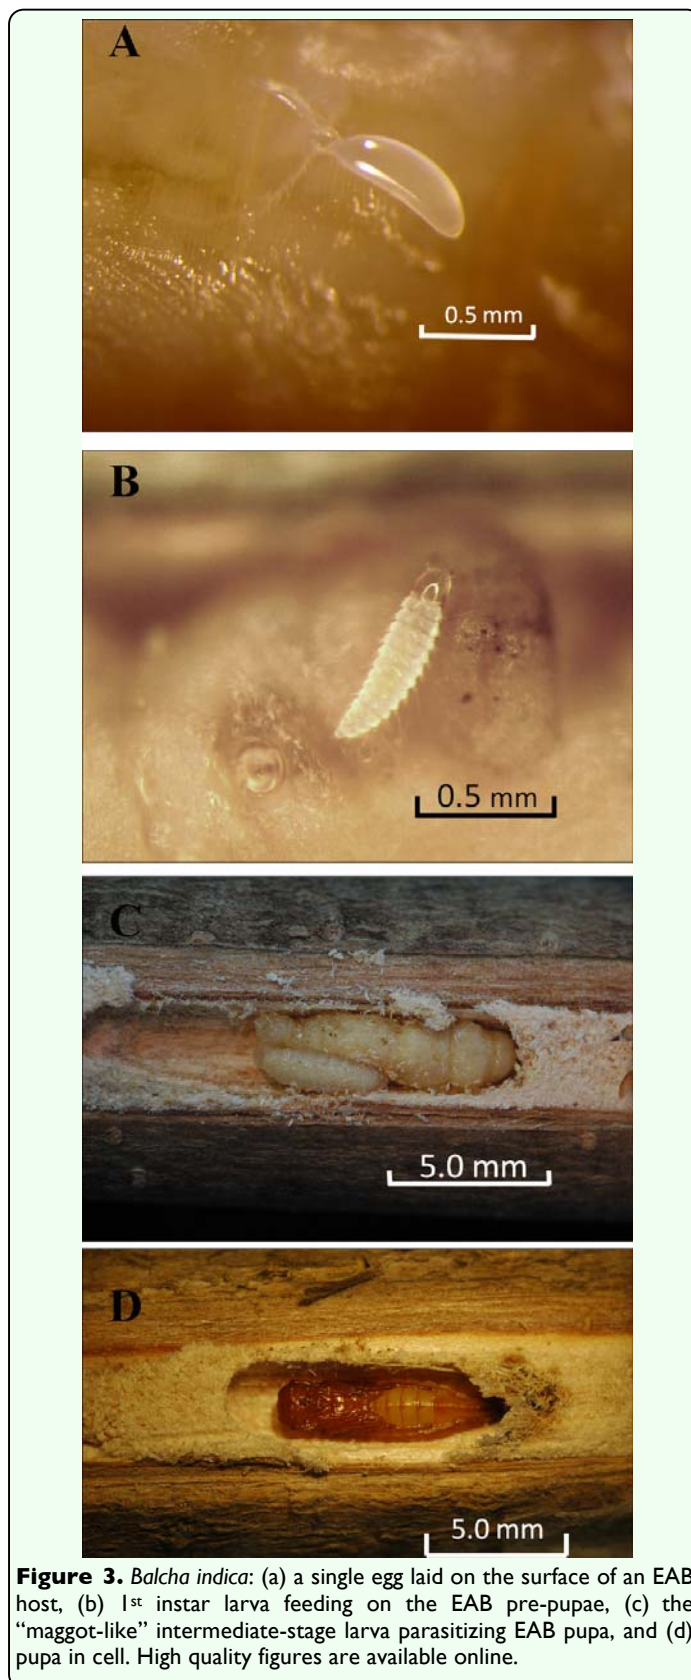 A
0.5 mm
B
0.5 mm
C
5.0 mm
D
5.0 mm
Figure 3. Balcha indica: (a) a single egg laid on the surface of an EAB
host, (b) 1st instar larva feeding on the EAB pre-pupae, (c) the
“maggot-like” intermediate-stage larva parasitizing EAB pupa, and (d)
pupa in cell. High quality figures are available online.